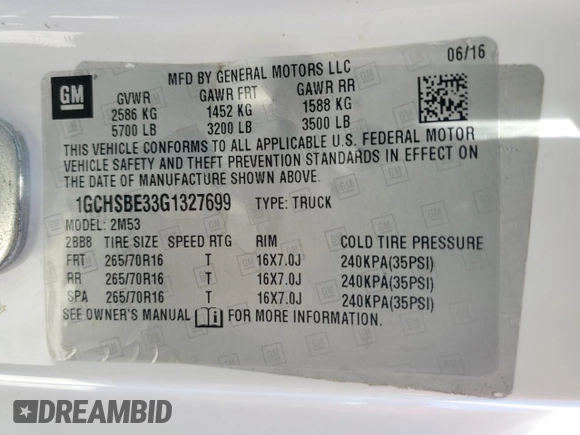 06/16
MFD BY GENERAL MOTORS LLC
GM
GVWR GAWR FRT GAWR RR
2586 KG 1452 KG 1588 KG
5700 LB 3200 LB 3500 LB
THIS VEHICLE CONFORMS TO ALL APPLICABLE U.S. FEDERAL MOTOR
VEHICLE SAFETY AND THEFT PREVENTION STANDARDS IN EFFECT ON
THE DATE OF MANUFACTURE SHOWN ABOVE.
1GCHSBE33G1327699 TYPE: TRUCK
MODEL: 2M53
2BB8 TIRE SIZE SPEED RTG RIM COLD TIRE PRESSURE
FRT 265/70R16 T 16X7.0J 240KPA(35PSI)
RR 265/70R16 T 16X7.0J 240KPA(35PSI)
SPA 265/70R16 T 16X7.0J 240KPA(35PSI)
SEE OWNER'S MANUAL FOR MORE INFORMATION.
DREAMBID